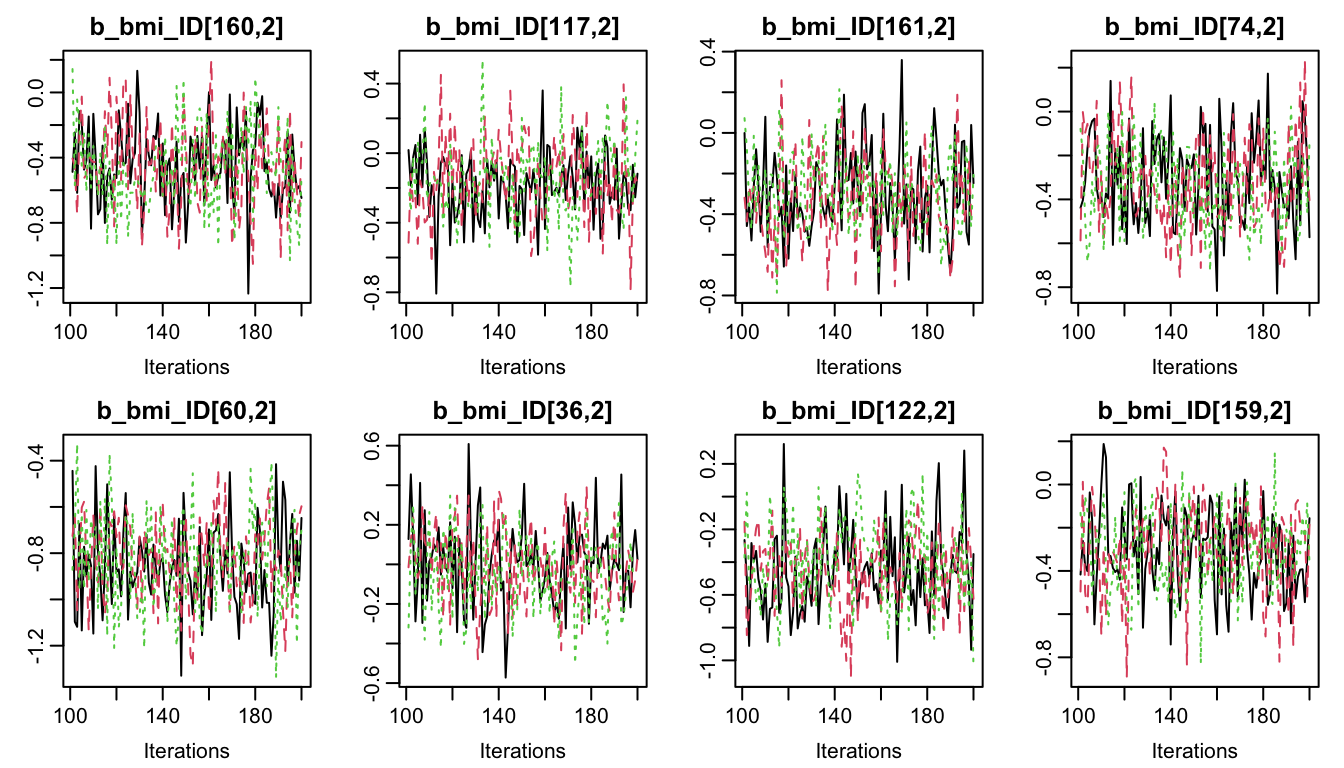 b_bmi_ID[160,2] b_bmi_ID[117,2] b_bmi_ID[161,2] b_bmi_ID[74,2]
0.0
-0.4
-0.8
-1.2
100 140 180
Iterations
0.4
0.0
-0.4
-0.8
100 140 180
Iterations
0.4
0.0
-0.4
-0.8
100 140 180
Iterations
0.0
-0.4
-0.8
100 140 180
Iterations
b_bmi_ID[60,2] b_bmi_ID[36,2] b_bmi_ID[122,2] b_bmi_ID[159,2]
-0.4
-0.8
-1.2
100 140 180
Iterations
0.6
0.2
-0.2
-0.6
100 140 180
Iterations
0.2
-0.2
-0.6
-1.0
100 140 180
Iterations
0.0
-0.4
-0.8
100 140 180
Iterations